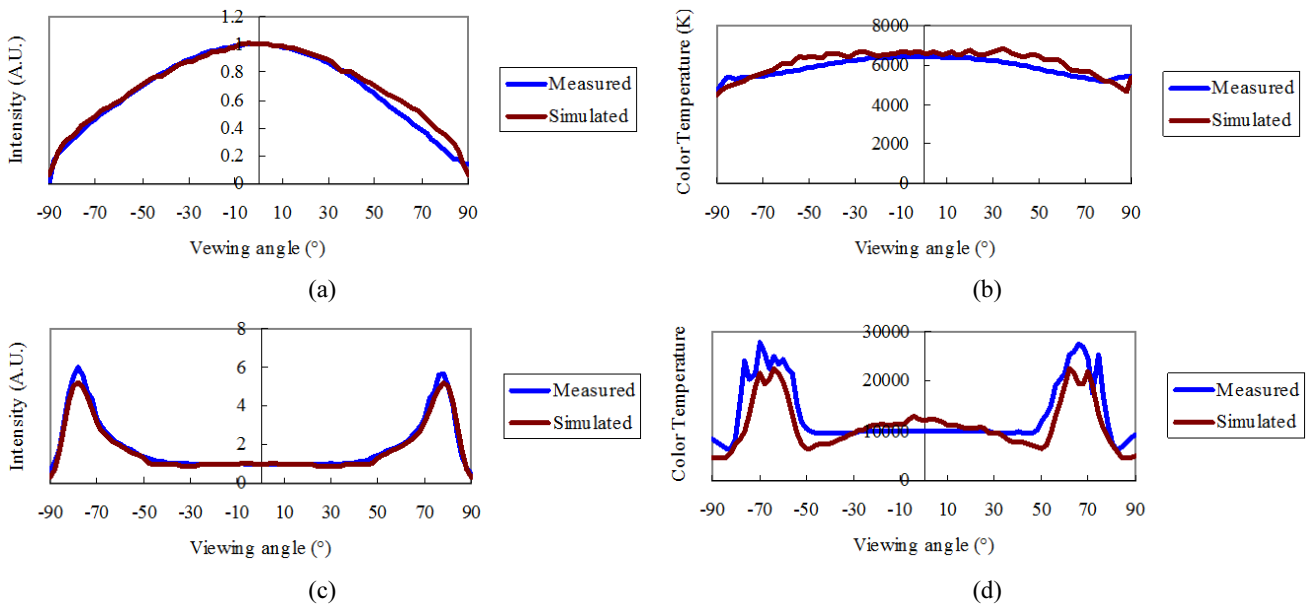 Intensity (A.U.)
1.2
1
0.8
0.6
0.4
0.2
0
-90 -70 -50 -30 -10 10 30 50 70 90
Vewing angle (°)
Measured
Simulated
(a)
Color Temperature (K)
8000
6000
4000
2000
0
-90 -70 -50 -30 -10 10 30 50 70 90
Viewing angle (°)
Measured
Simulated
(b)
Intensity (A.U.)
8
6
4
2
0
-90 -70 -50 -30 -10 10 30 50 70 90
Viewing angle (°)
Measured
Simulated
(c)
Color Temperature
30000
20000
10000
0
-90 -70 -50 -30 -10 10 30 50 70 90
Viewing angle (°)
Measured
Simulated
(d)